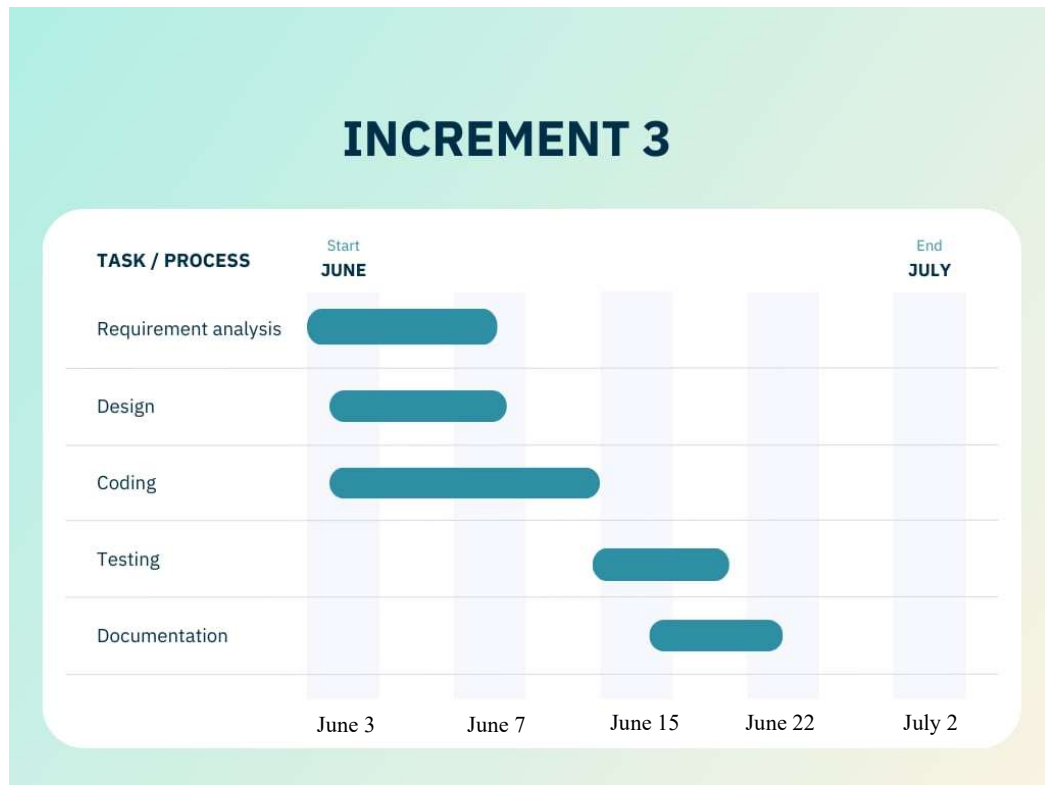 INCREMENT 3
Start
End
TASK / PROCESS
JUNE
JULY
Requirement analysis
Design
Coding
Testing
Documentation
June 3
June 7
June 15
June 22
July 2